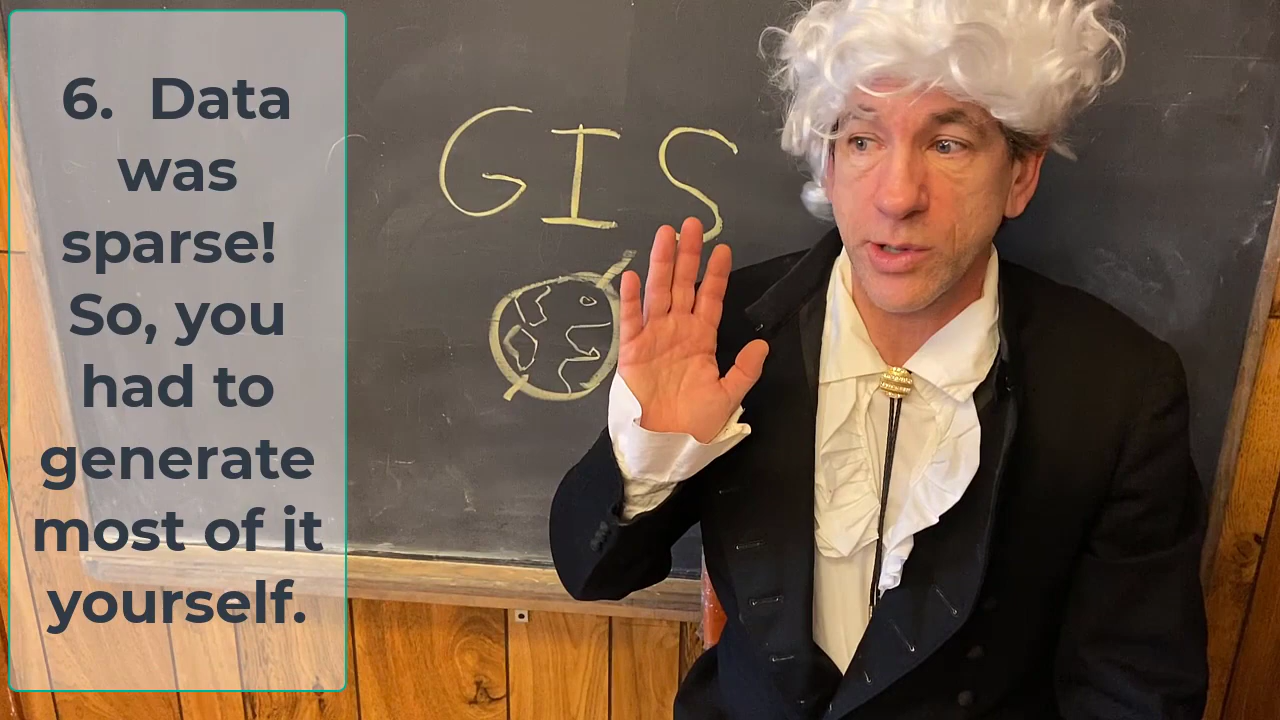 6. Data
was
sparse!
So, you
had to
generate
most of it
yourself.
GIS